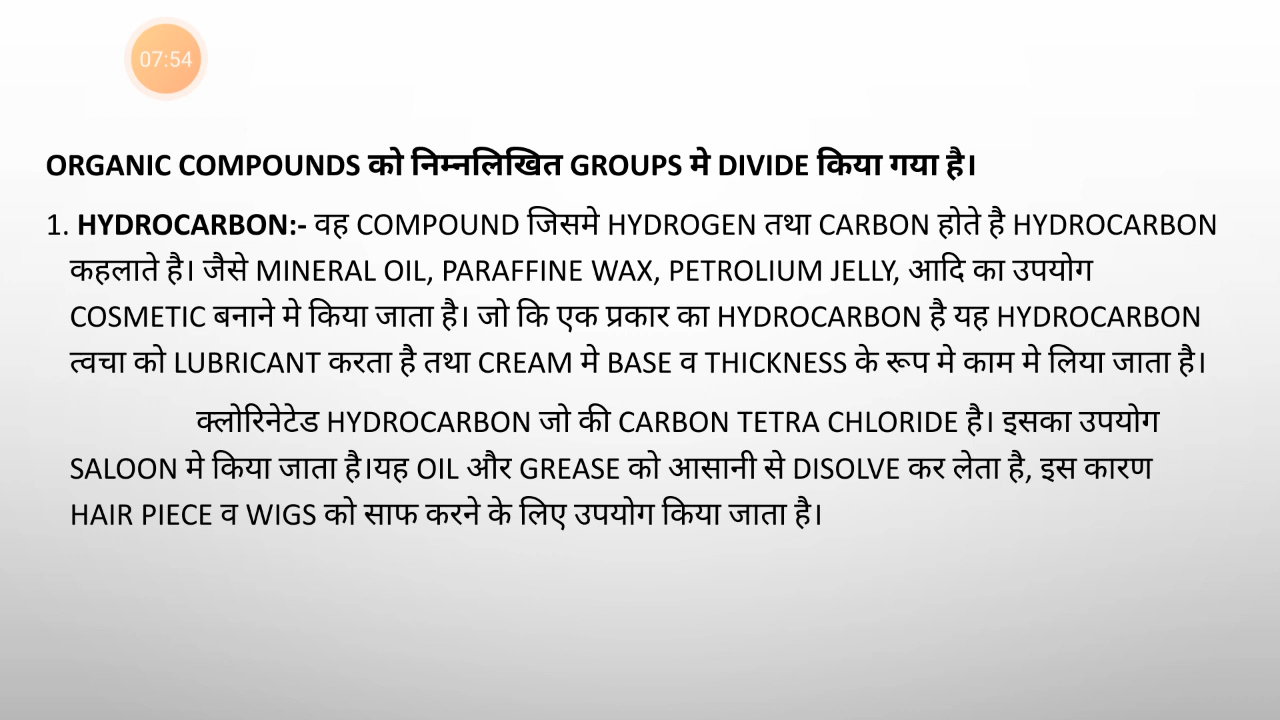 07:54
ORGANIC COMPOUNDS को निम्नलिखित GROUPS मे DIVIDE किया गया है।
1. HYDROCARBON:- वह COMPOUND जिसमे HYDROGEN तथा CARBON होते है HYDROCARBON
कहलाते है। जैसे MINERAL OIL, PARAFFINE WAX, PETROLIUM JELLY, आदि का उपयोग
COSMETIC बनाने मे किया जाता है। जो कि एक प्रकार का HYDROCARBON है यह HYDROCARBON
त्वचा को LUBRICANT करता है तथा CREAM मे BASE व THICKNESS के रूप मे काम मे लिया जाता है।
क्लोरिनेटेड HYDROCARBON जो की CARBON TETRA CHLORIDE है। इसका उपयोग
SALOON मे किया जाता है।यह OIL और GREASE को आसानी से DISOLVE कर लेता है, इस कारण
HAIR PIECE व WIGS को साफ करने के लिए उपयोग किया जाता है।